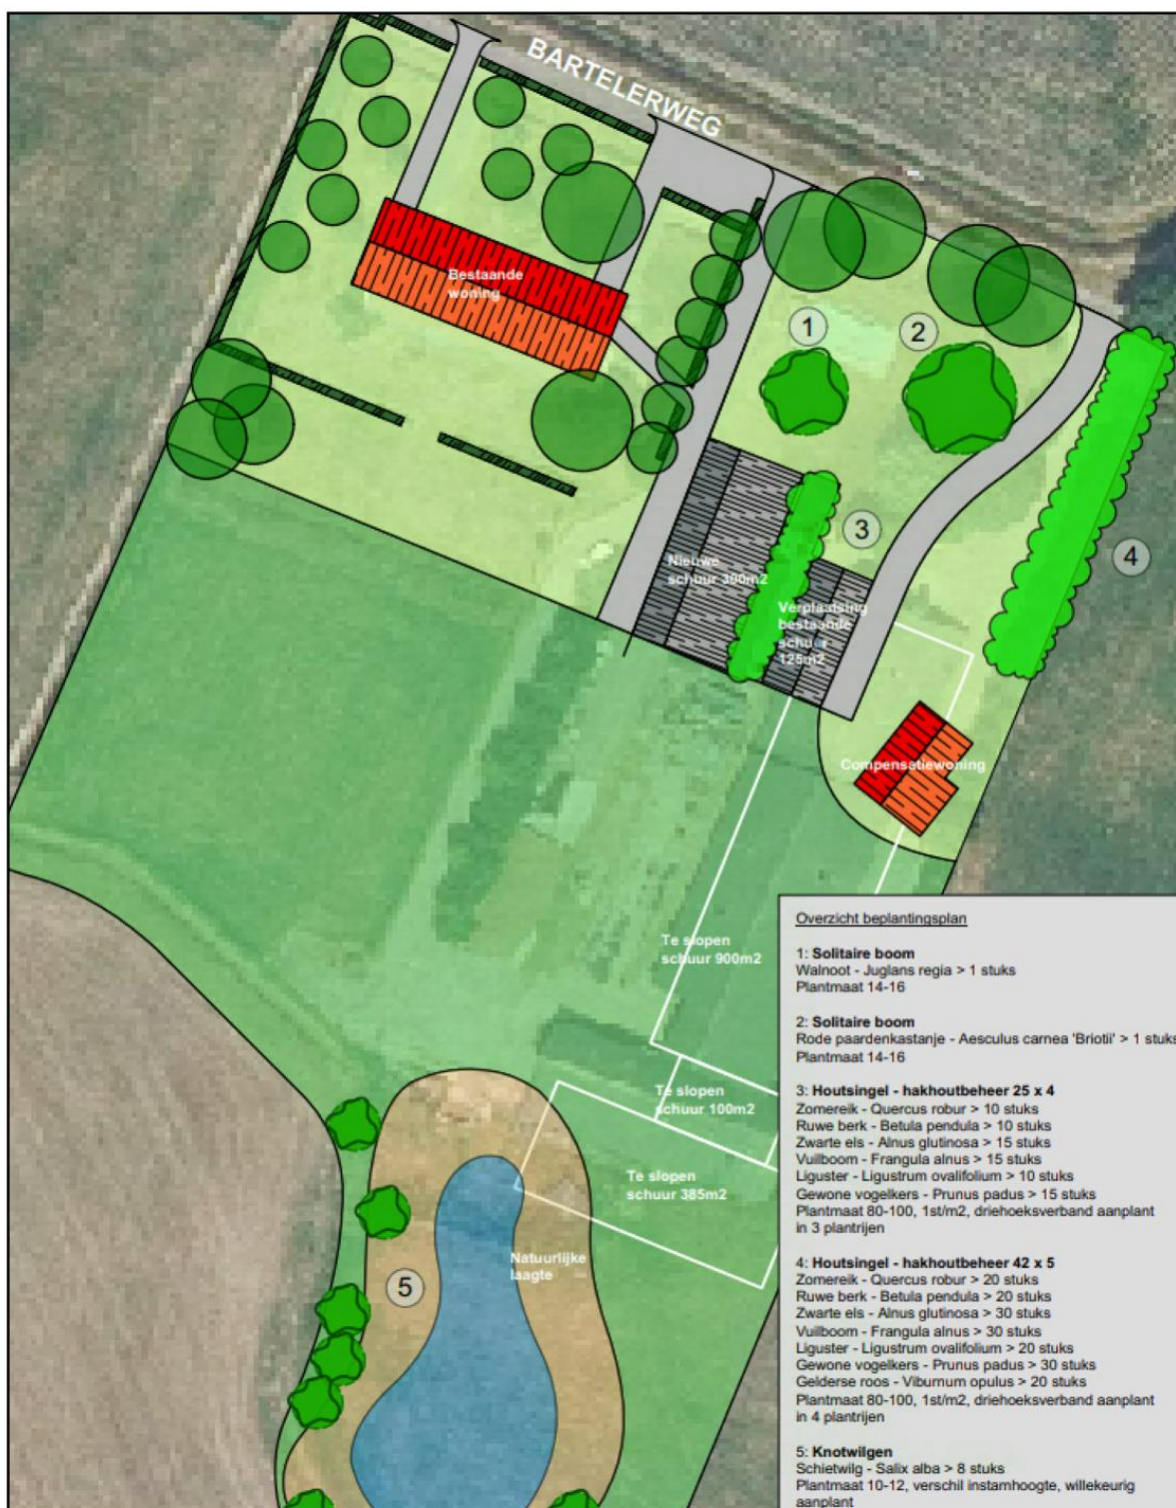 BARTELERWEG
Bestaande
woning
1
2
3
4
Nieuwe
schuur 300m2
Verplaatsing
bestaande
schuur
125m2
Compensatiewoning
Te slopen
schuur 900m2
Te slopen
schuur 100m2
Te slopen
schuur 385m2
Natuurlijke
laagte
5
Overzicht beplantingsplan
1: Solitaire boom
Walnoot - Juglans regia > 1 stuks
Plantmaat 14-16
2: Solitaire boom
Rode paardenkastanje - Aesculus carnea 'Briotii' > 1 stuks
Plantmaat 14-16
3: Houtsingel - hakhoutbeheer 25 x 4
Zomereik - Quercus robur > 10 stuks
Ruwe berk - Betula pendula > 10 stuks
Zwarte els - Alnus glutinosa > 15 stuks
Vuilboom - Frangula alnus > 15 stuks
Liguster - Ligustrum ovalifolium > 10 stuks
Gewone vogelkers - Prunus padus > 15 stuks
Plantmaat 80-100, 1st/m2, driehoeksverband aanplant
in 3 plantrijen
4: Houtsingel - hakhoutbeheer 42 x 5
Zomereik - Quercus robur > 20 stuks
Ruwe berk - Betula pendula > 20 stuks
Zwarte els - Alnus glutinosa > 30 stuks
Vuilboom - Frangula alnus > 30 stuks
Liguster - Ligustrum ovalifolium > 20 stuks
Gewone vogelkers - Prunus padus > 30 stuks
Gelderse roos - Viburnum opulus > 20 stuks
Plantmaat 80-100, 1st/m2, driehoeksverband aanplant
in 4 plantrijen
5: Knotwilgen
Schietwilg - Salix alba > 8 stuks
Plantmaat 10-12, verschil instamhoogte, willekeurig
aanplant